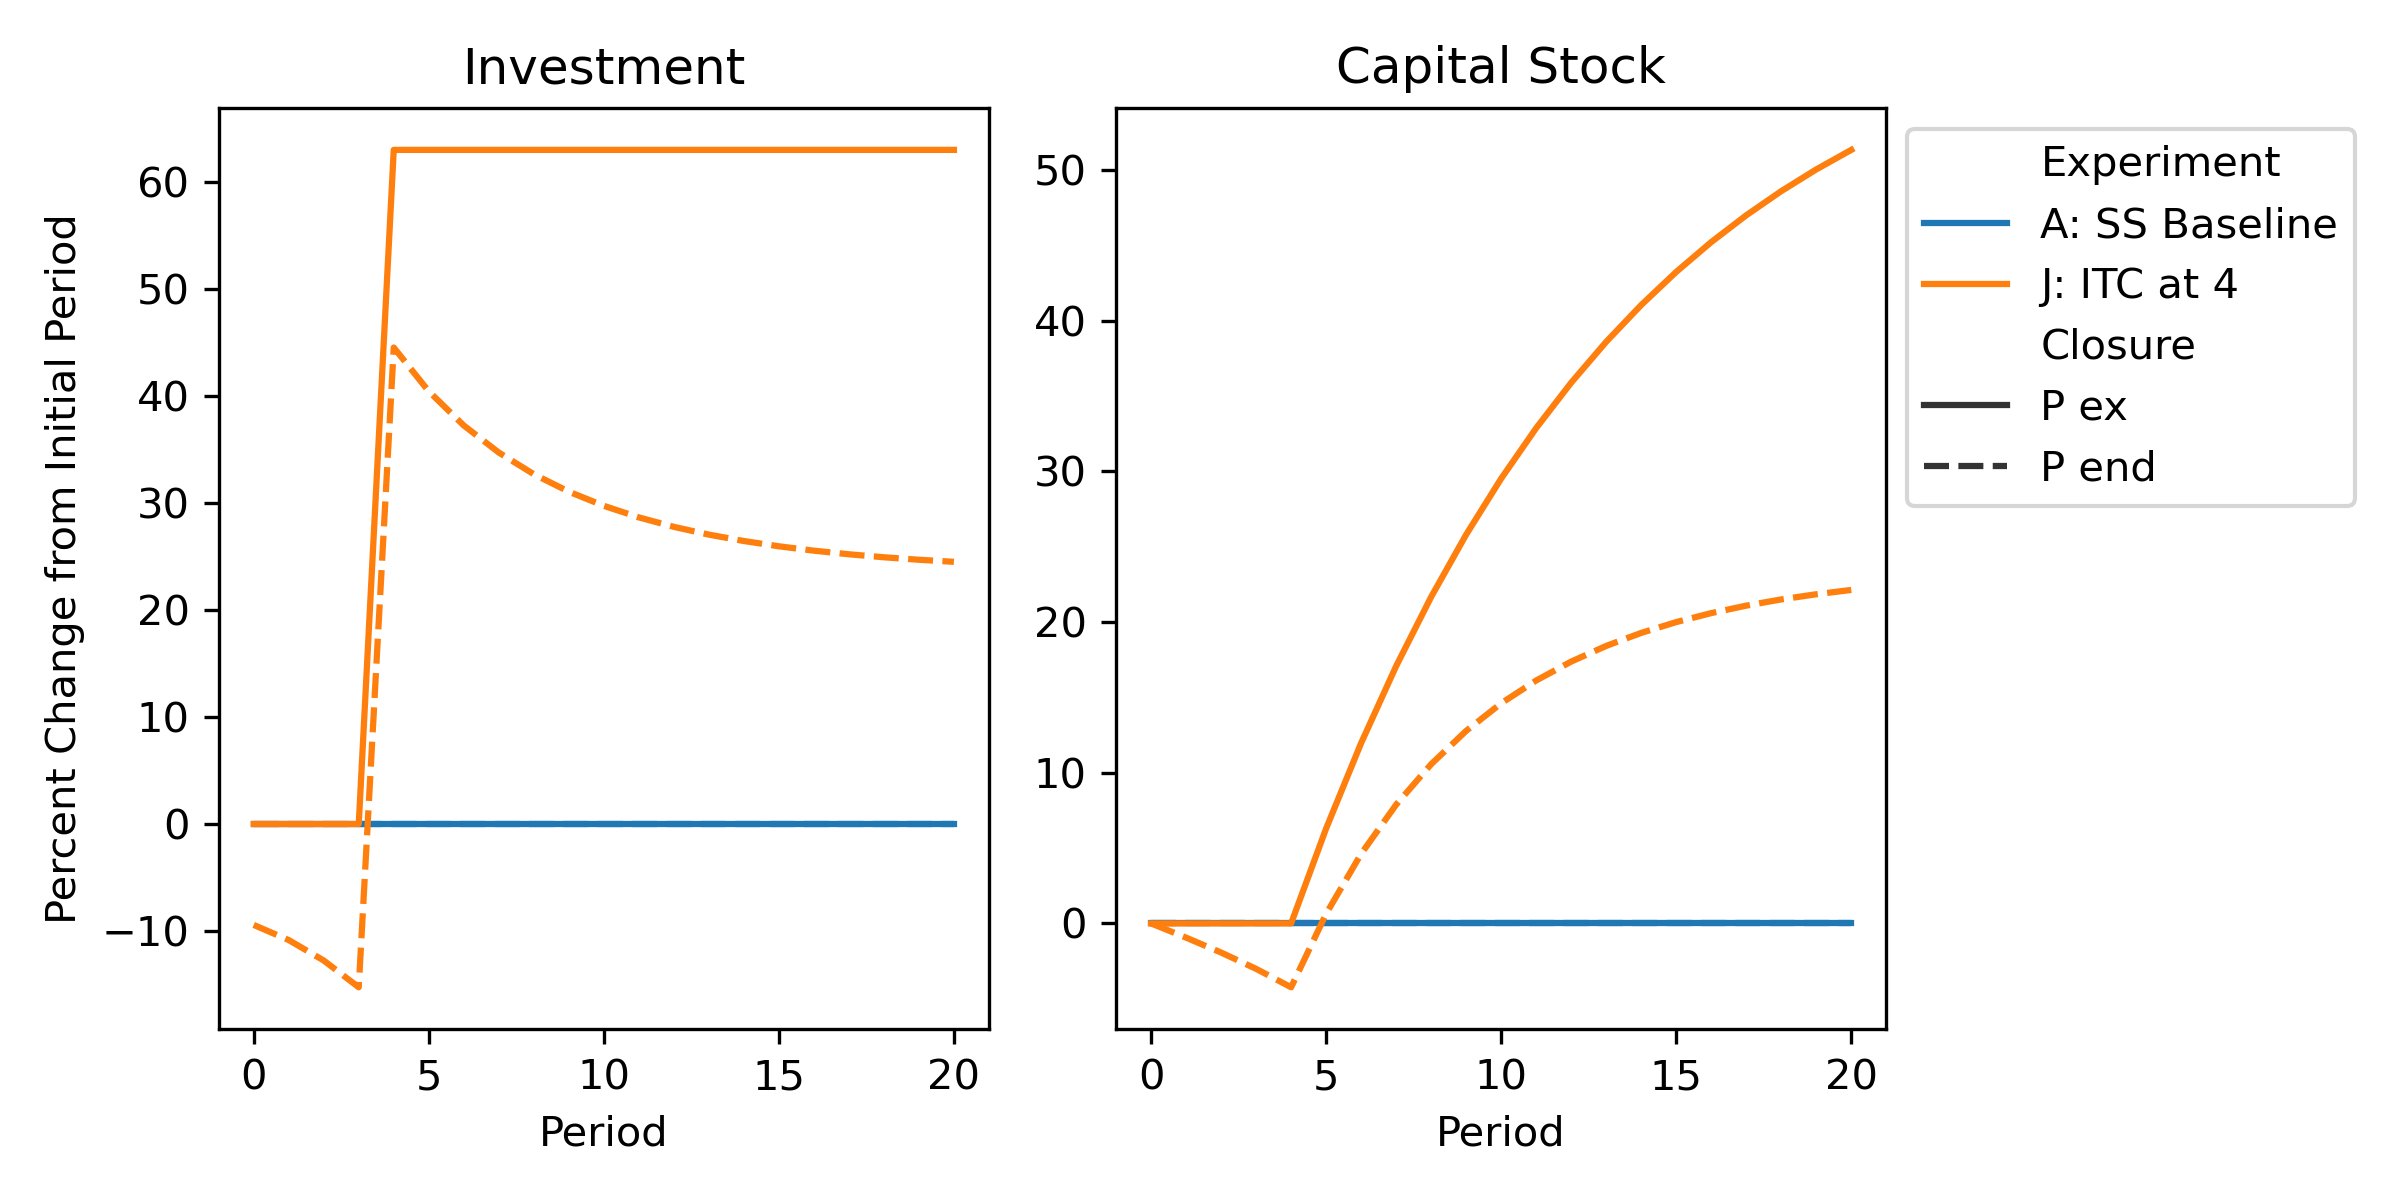 Investment
Capital Stock
Percent Change from Initial Period
60
50
40
30
20
10
0
−10
0
5
10
15
20
Period
50
40
30
20
10
0
0
5
10
15
20
Period
Experiment
A: SS Baseline
J: ITC at 4
Closure
P ex
P end